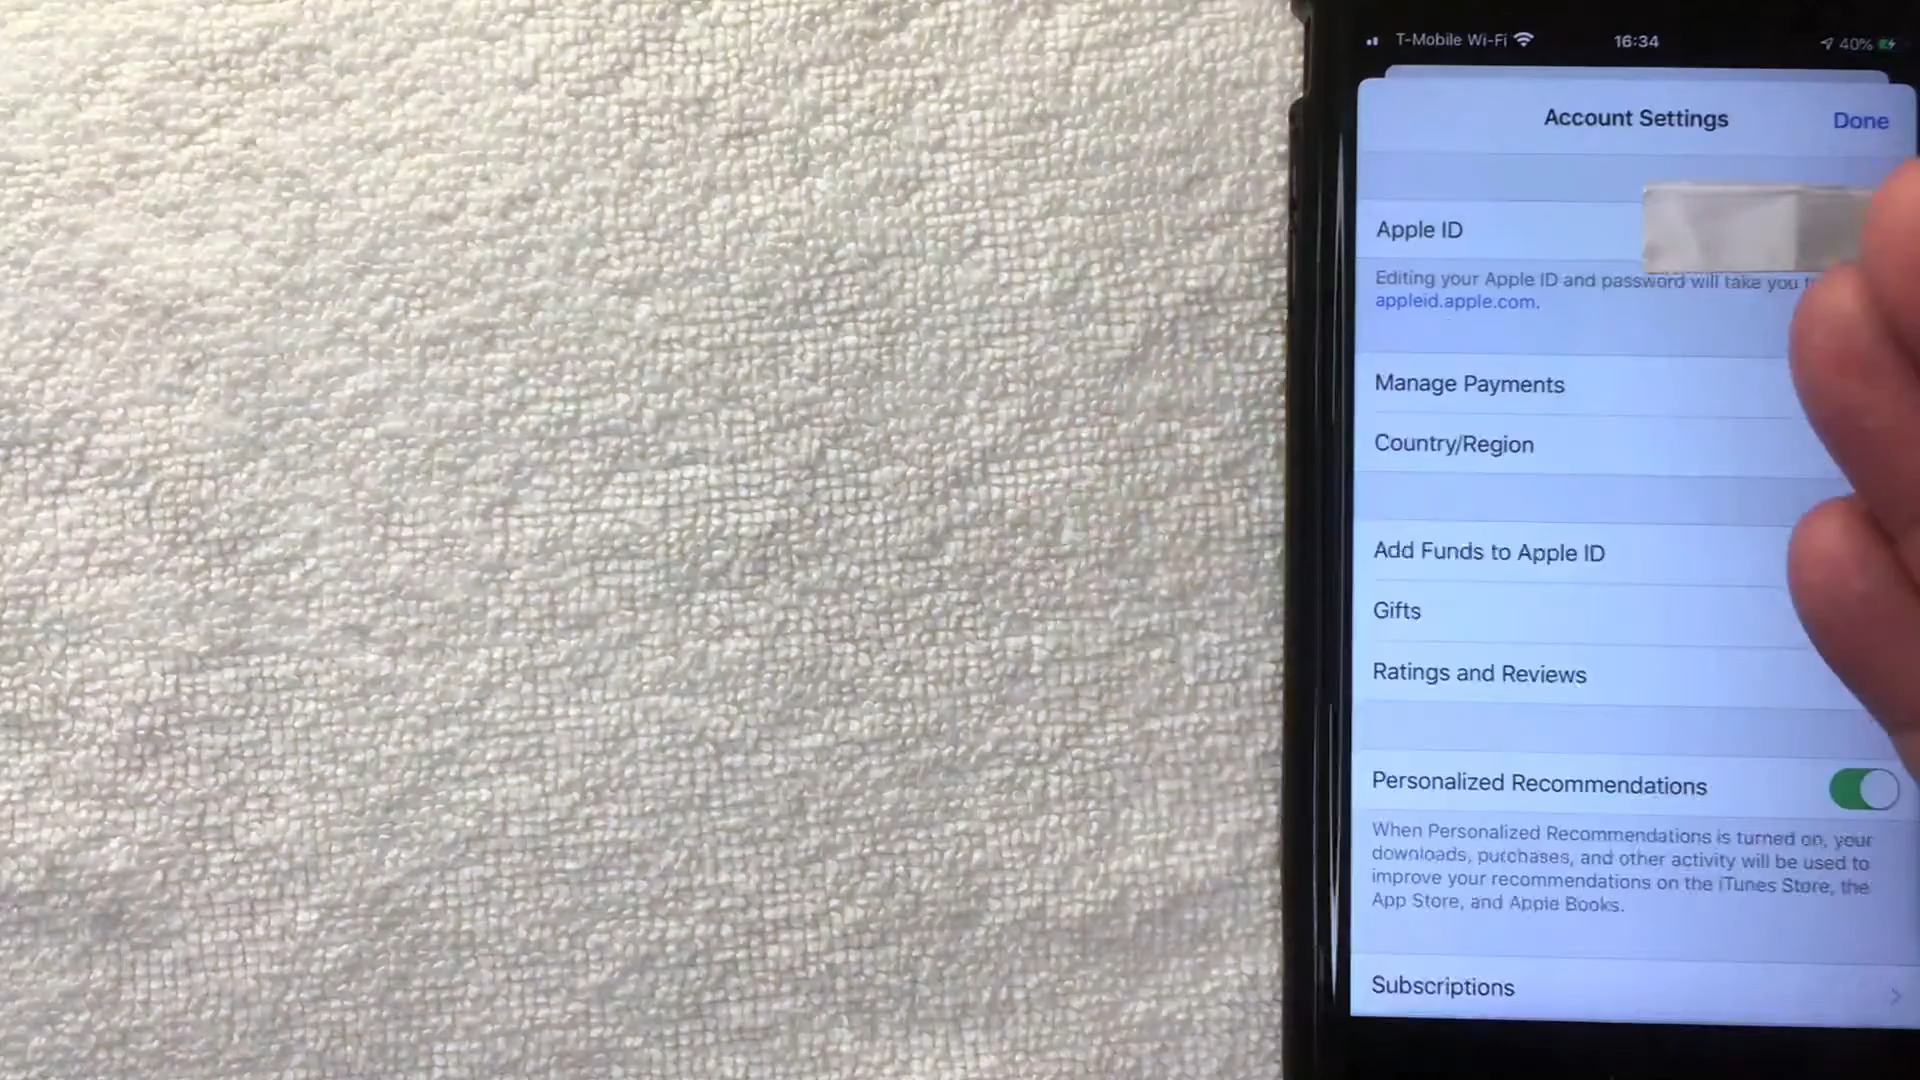 T-Mobile Wi-Fi
16:34
40%
Account Settings
Done
Apple ID
Editing your Apple ID and password will take you
appleid.apple.com.
Manage Payments
Country/Region
Add Funds to Apple ID
Gifts
Ratings and Reviews
Personalized Recommendations
When Personalized Recommendations is turned on, your
downloads, purchases, and other activity will be used to
improve your recommendations on the iTunes Store, the
App Store, and Apple Books.
Subscriptions